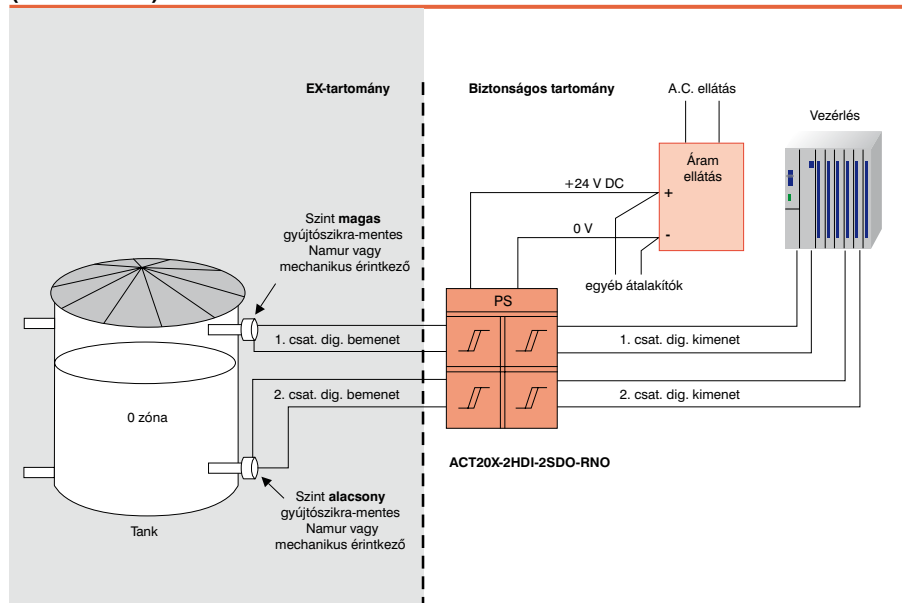 EX-tartomány
Biztonságos tartomány
A.C. ellátás
Vezérlés
Áram
ellátás
+24 V DC
+
0 V
-
egyéb átalakítók
Szint magas
gyújtószikra-mentes
Namur vagy
mechanikus érintkező
PS
1. csat. dig. bemenet
1. csat. dig. kimenet
2. csat. dig. bemenet
2. csat. dig. kimenet
0 zóna
ACT20X-2HDI-2SDO-RNO
Szint alacsony
gyújtószikra-mentes
Namur vagy
mechanikus érintkező
Tank